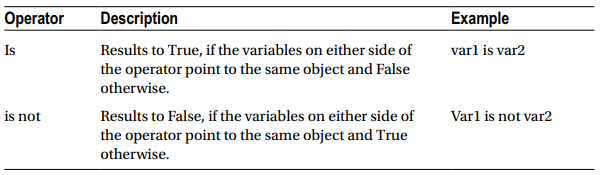 Operator Description Example
Is Results to True, if the variables on either side of var1 is var2
the operator point to the same object and False
otherwise.
is not Results to False, if the variables on either side of Var1 is not var2
the operator point to the same object and True
otherwise.